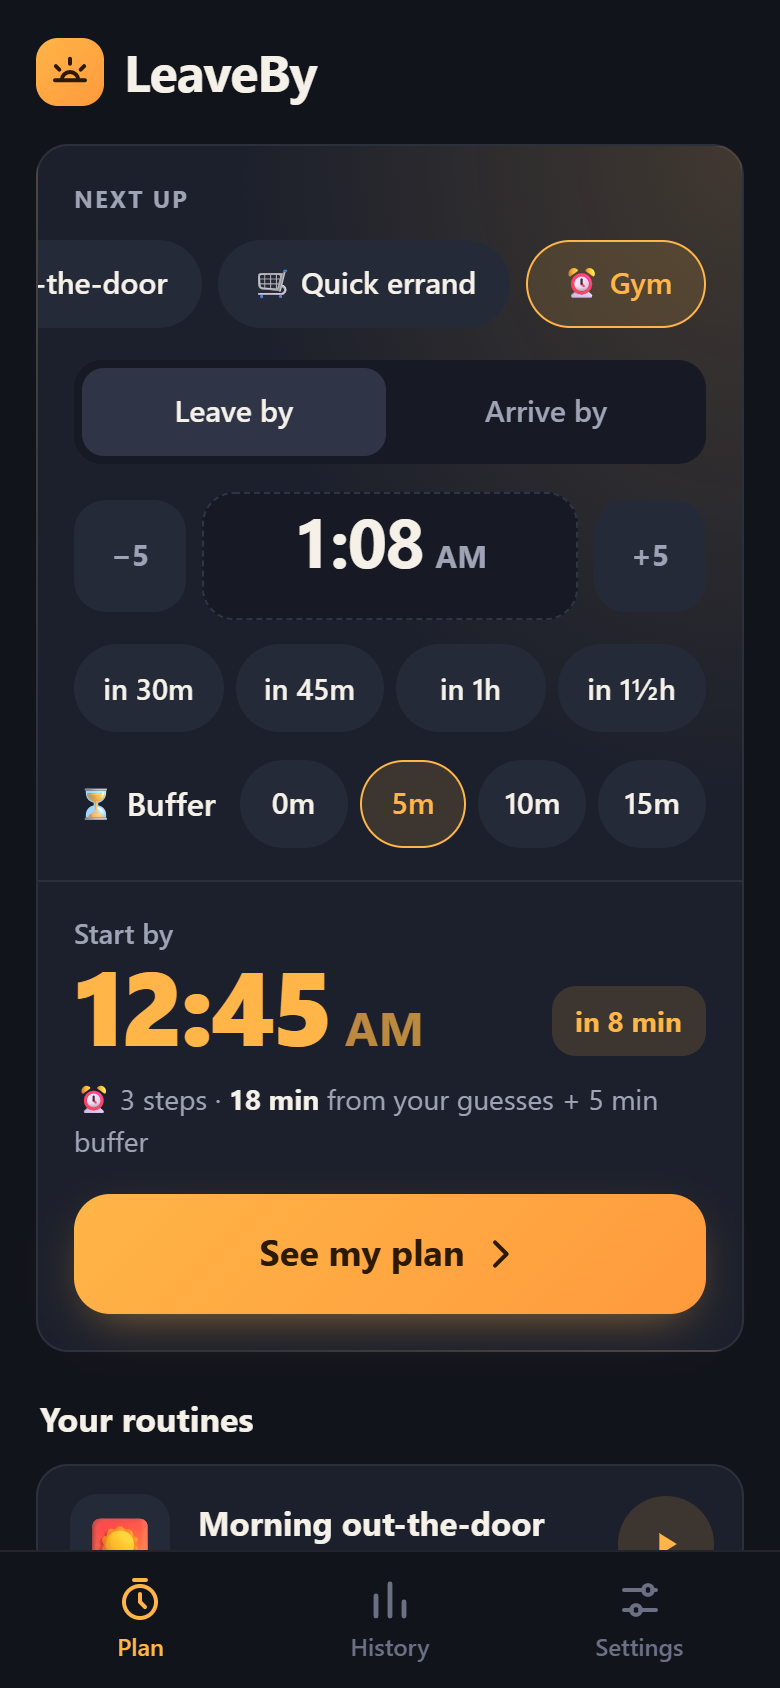 LeaveBy
NEXT UP
-the-door
Quick errand
Gym
Leave by
Arrive by
−5
1:08 AM
+5
in 30m
in 45m
in 1h
in 1½h
Buffer
0m
5m
10m
15m
Start by
12:45 AM
in 8 min
3 steps · 18 min from your guesses + 5 min
buffer
See my plan
Your routines
Morning out-the-door
Plan
History
Settings